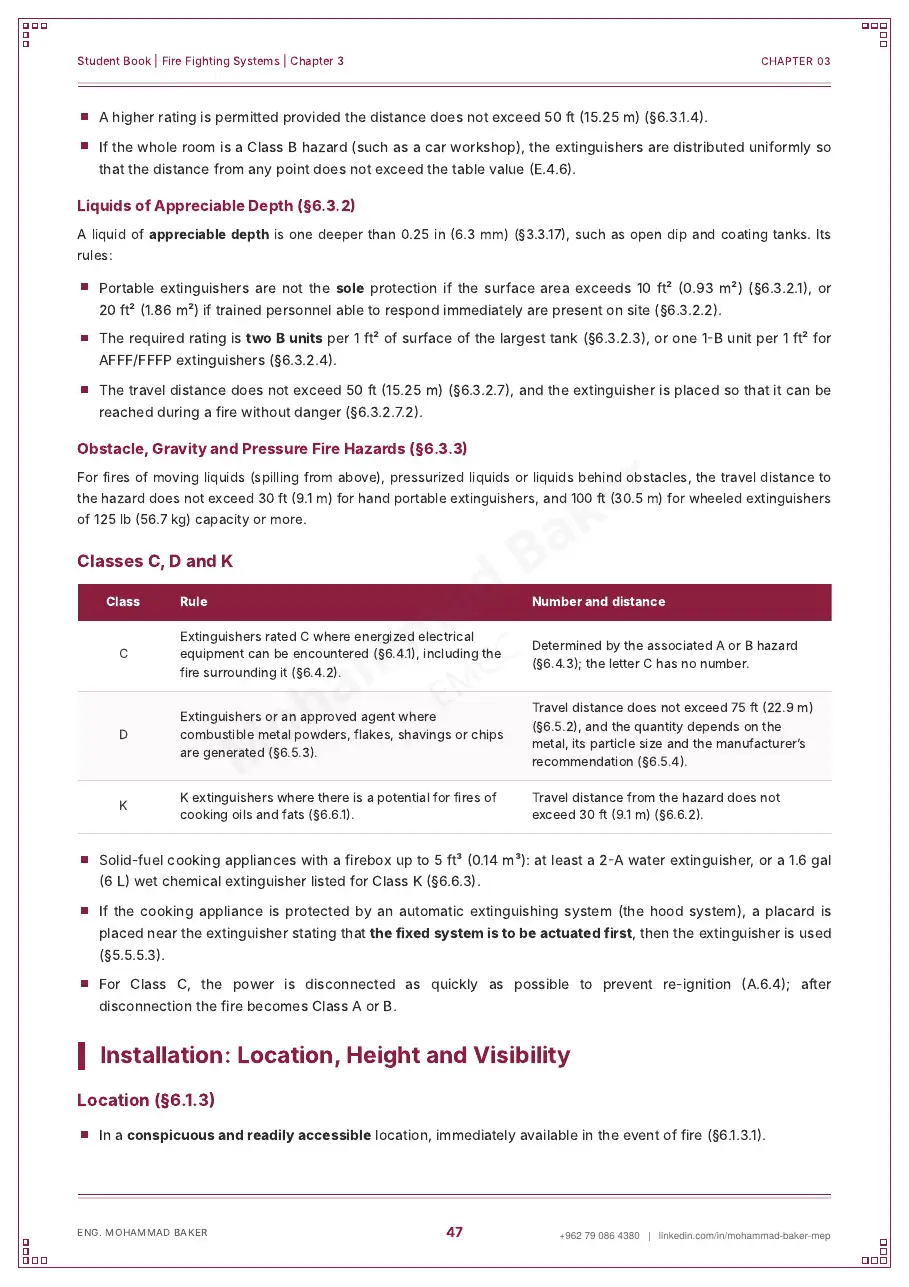 Student Book | Fire Fighting Systems | Chapter 3
CHAPTER 03
A higher rating is permitted provided the distance does not exceed 50 ft (15.25 m) (§6.3.1.4).
If the whole room is a Class B hazard (such as a car workshop), the extinguishers are distributed uniformly so
that the distance from any point does not exceed the table value (E.4.6).
Liquids of Appreciable Depth (§6.3.2)
A liquid of appreciable depth is one deeper than 0.25 in (6.3 mm) (§3.3.17), such as open dip and coating tanks. Its
rules:
Portable extinguishers are not the sole protection if the surface area exceeds 10 ft² (0.93 m²) (§6.3.2.1), or
20 ft² (1.86 m²) if trained personnel able to respond immediately are present on site (§6.3.2.2).
The required rating is two B units per 1 ft² of surface of the largest tank (§6.3.2.3), or one 1-B unit per 1 ft² for
AFFF/FFFP extinguishers (§6.3.2.4).
The travel distance does not exceed 50 ft (15.25 m) (§6.3.2.7), and the extinguisher is placed so that it can be
reached during a fire without danger (§6.3.2.7.2).
Obstacle, Gravity and Pressure Fire Hazards (§6.3.3)
For fires of moving liquids (spilling from above), pressurized liquids or liquids behind obstacles, the travel distance to
the hazard does not exceed 30 ft (9.1 m) for hand portable extinguishers, and 100 ft (30.5 m) for wheeled extinguishers
of 125 lb (56.7 kg) capacity or more.
Classes C, D and K
Class Rule Number and distance
C
Extinguishers rated C where energized electrical
equipment can be encountered (§6.4.1), including the
fire surrounding it (§6.4.2).
Determined by the associated A or B hazard
(§6.4.3); the letter C has no number.
D
Extinguishers or an approved agent where
combustible metal powders, flakes, shavings or chips
are generated (§6.5.3).
Travel distance does not exceed 75 ft (22.9 m)
(§6.5.2), and the quantity depends on the
metal, its particle size and the manufacturer's
recommendation (§6.5.4).
K
K extinguishers where there is a potential for fires of
cooking oils and fats (§6.6.1).
Travel distance from the hazard does not
exceed 30 ft (9.1 m) (§6.6.2).
Solid-fuel cooking appliances with a firebox up to 5 ft³ (0.14 m³): at least a 2-A water extinguisher, or a 1.6 gal
(6 L) wet chemical extinguisher listed for Class K (§6.6.3).
If the cooking appliance is protected by an automatic extinguishing system (the hood system), a placard is
placed near the extinguisher stating that the fixed system is to be actuated first, then the extinguisher is used
(§5.5.5.3).
For Class C, the power is disconnected as quickly as possible to prevent re-ignition (A.6.4); after
disconnection the fire becomes Class A or B.
Installation: Location, Height and Visibility
Location (§6.1.3)
In a conspicuous and readily accessible location, immediately available in the event of fire (§6.1.3.1).
Mohammad Baker
EMCC
ENG. MOHAMMAD BAKER
47
+962 79 086 4380 | linkedin.com/in/mohammad-baker-mep